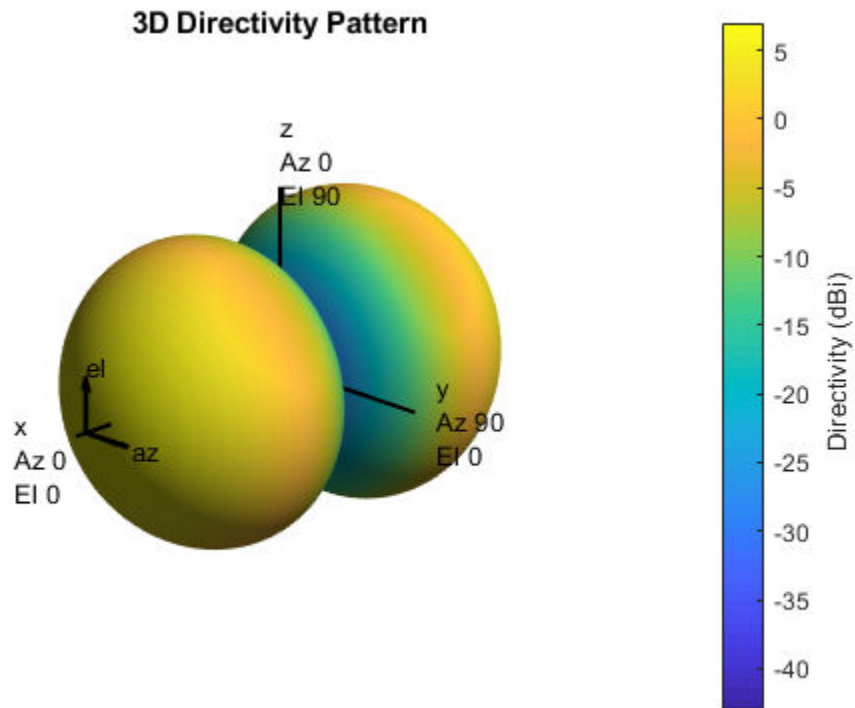 3D Directivity Pattern
z
Az 0
El 90
el
az
x
Az 0
El 0
y
Az 90
El 0
5
0
-5
-10
-15
-20
-25
-30
-35
-40
Directivity (dBi)